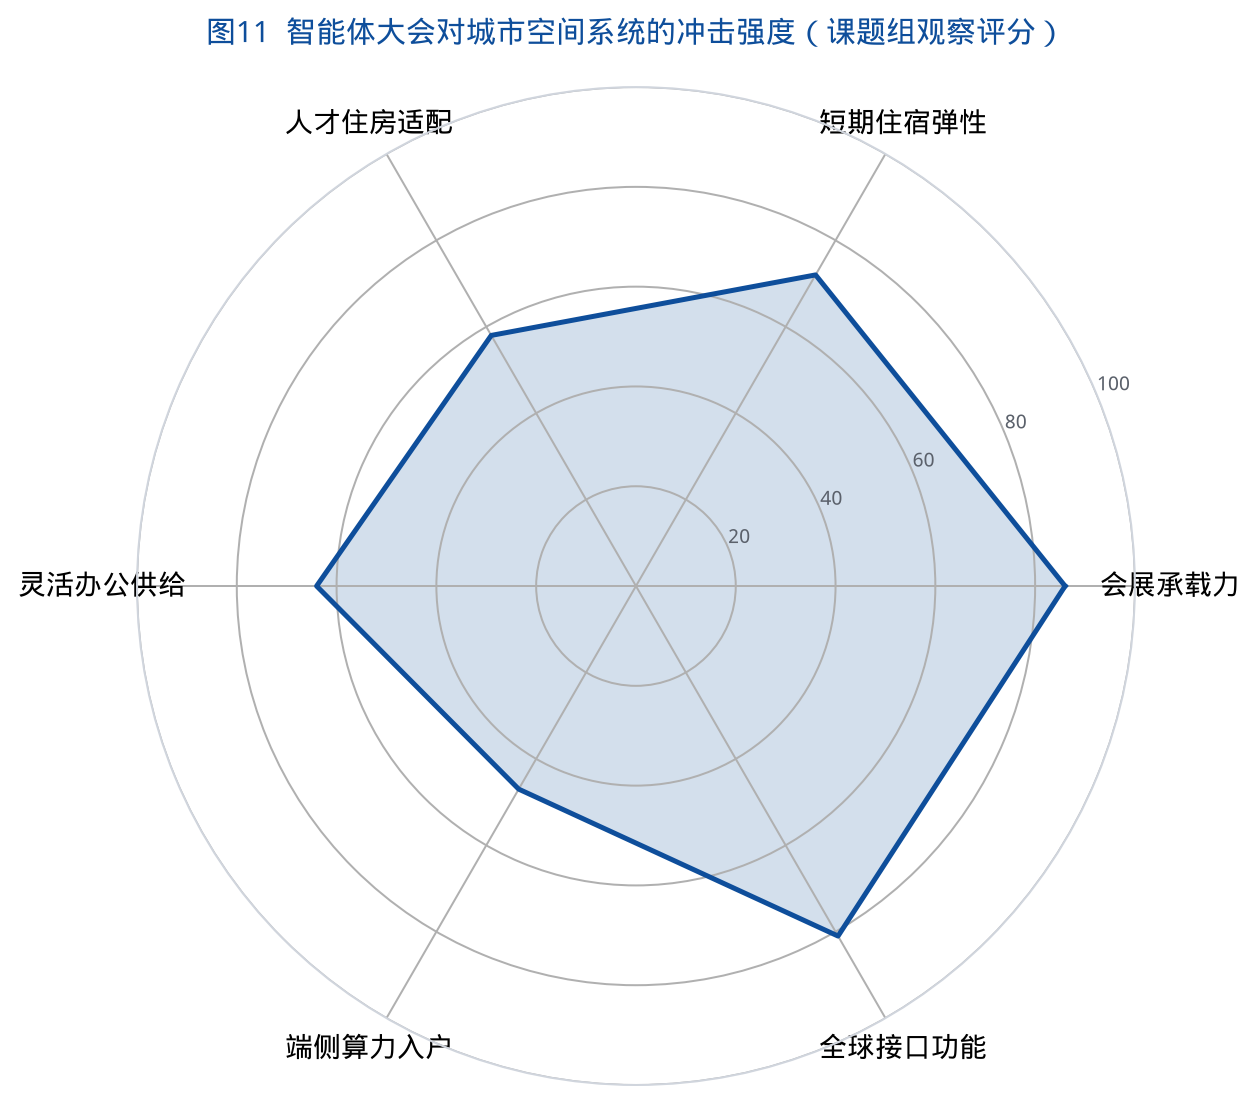 图11 智能体大会对城市空间系统的冲击强度（课题组观察评分）
人才住房适配
短期住宿弹性
100
80
60
40
20
灵活办公供给
会展承载力
端侧算力入户
全球接口功能